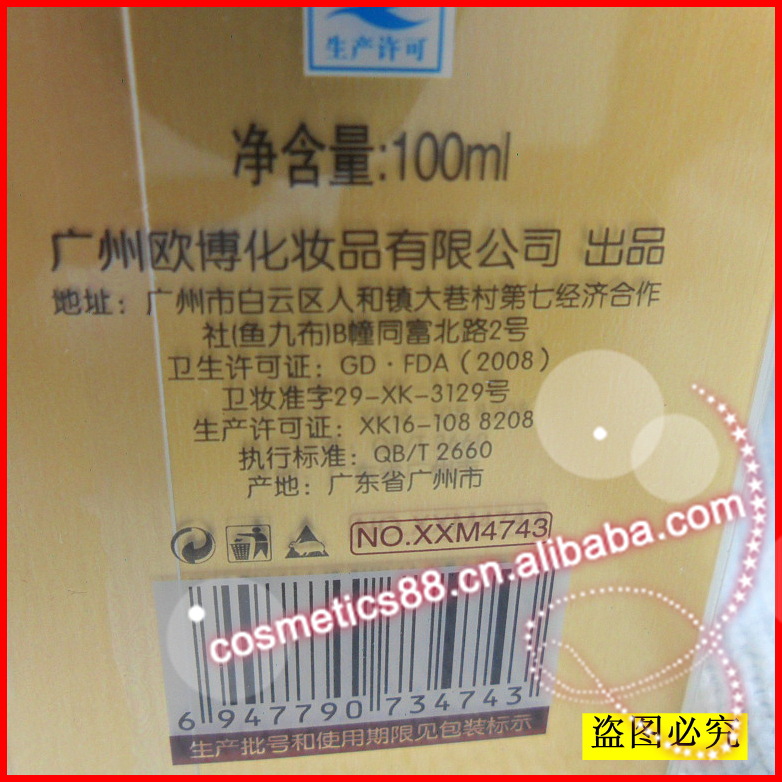 生产许可
净含量:100ml
广州欧博化妆品有限公司 出品
地址：广州市白云区人和镇大巷村第七经济合作
社(鱼九布)B幢同富北路2号
卫生许可证：GD·FDA（2008）
卫妆准字29-XK-3129号
生产许可证：XK16-108 8208
执行标准：QB/T 2660
产地：广东省广州市
NO.XXM4743
cosmetics88.cn.alibaba.com
6 947790 734743
生产批号和使用期限见包装标示
盗图必究